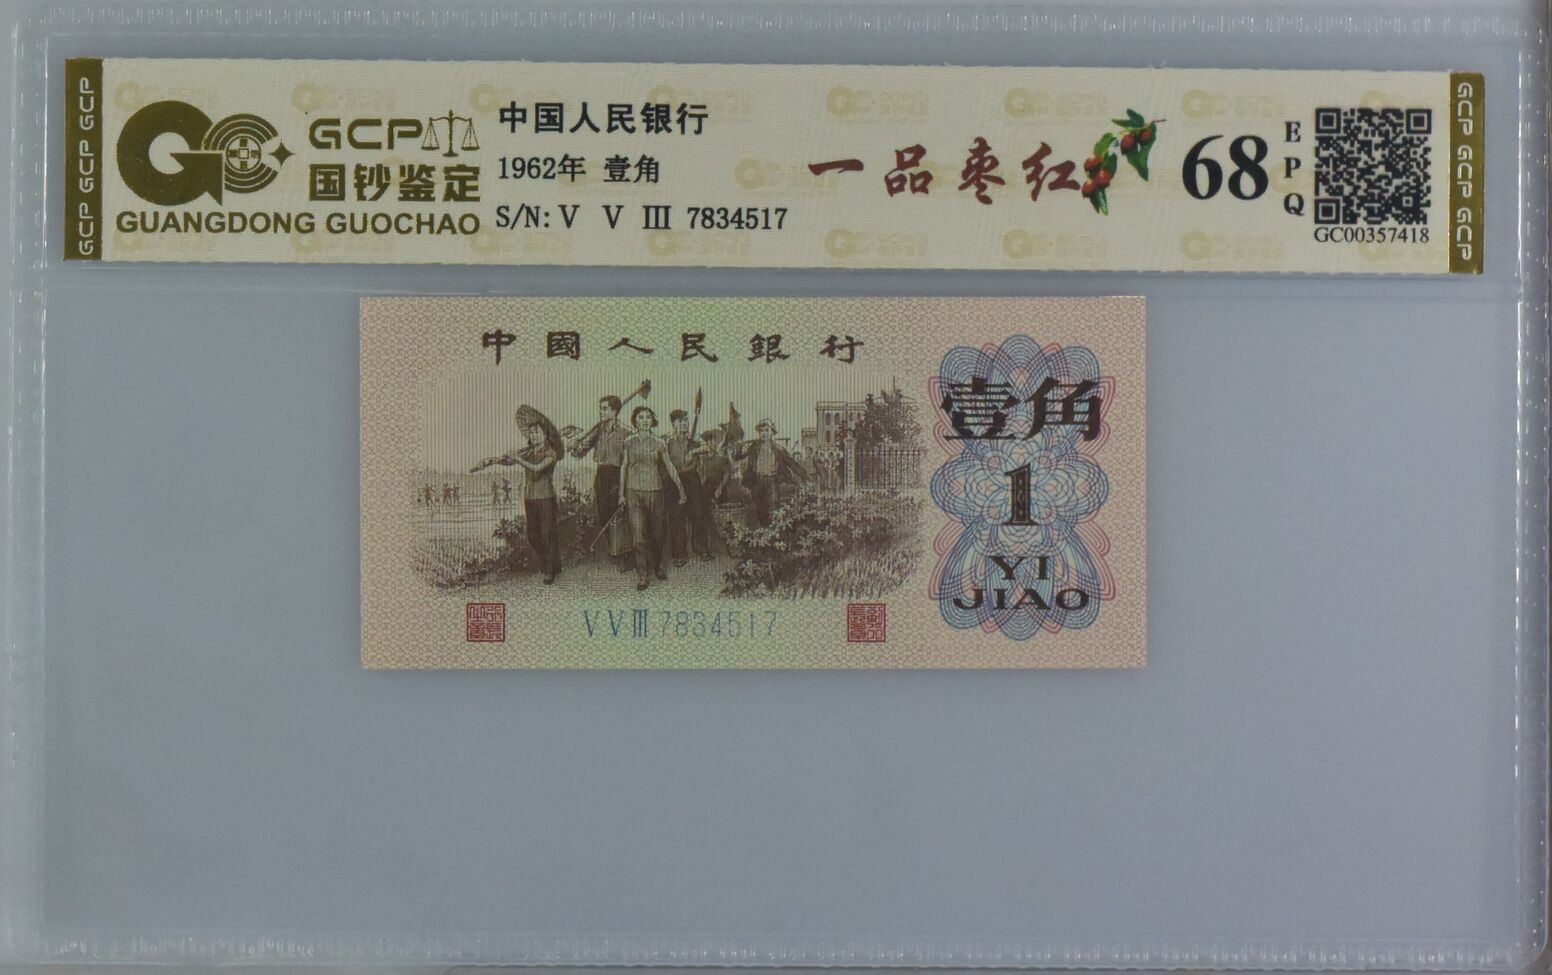 GCP GCP GCP
GCP
国钞鉴定
GUANGDONG GUOCHAO
中国人民银行
1962年 壹角
S/N: V V III 7834517
一品枣红
68
E
P
Q
GC00357418
GCP GCP GCP
中國人民銀行
壹角
1
YI
JIAO
V V III 7834517